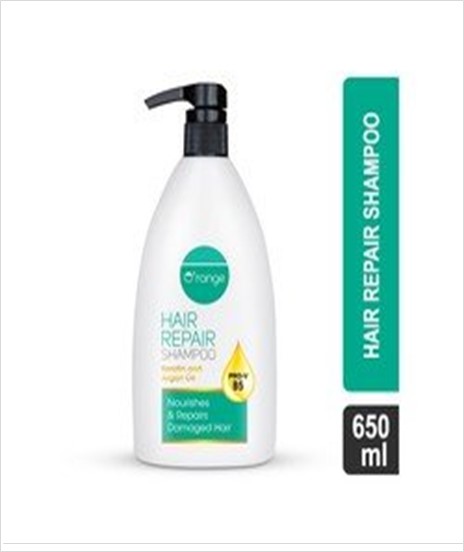 O'range
HAIR
REPAIR
SHAMPOO
Keratin and
Argan Oil
PRO-V
B5
Nourishes
& Repairs
Damaged Hair
HAIR REPAIR SHAMPOO
650
ml